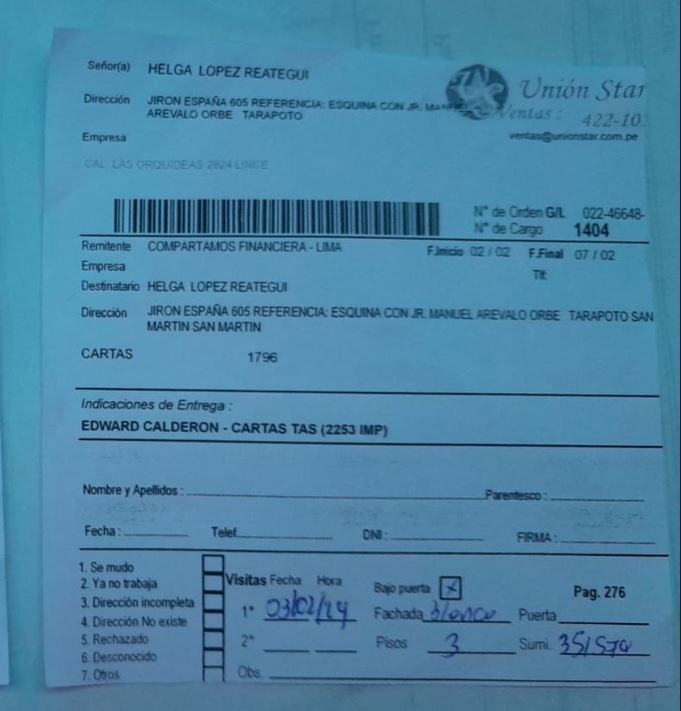 Señor(a) HELGA LOPEZ REATEGUI
Unión Star
Dirección JIRON ESPAÑA 605 REFERENCIA: ESQUINA CON JR.
AREVALO ORBE TARAPOTO
Ventas: 422-10
Empresa
ventas@unionstar.com.pe
CAL. LAS ORQUIDEAS 2624 LINCE
N° de Orden G/L 022-46648-
N° de Cargo 1404
Remitente COMPARTAMOS FINANCIERA - LIMA
F.Inicio 02 / 02 F.Final 07 / 02
Empresa
Tlf:
Destinatario HELGA LOPEZ REATEGUI
Dirección JIRON ESPAÑA 605 REFERENCIA: ESQUINA CON JR. MANUEL AREVALO ORBE TARAPOTO SAN
MARTIN SAN MARTIN
CARTAS 1796
Indicaciones de Entrega :
EDWARD CALDERON - CARTAS TAS (2253 IMP)
Nombre y Apellidos : Parentesco :
Fecha : Telef. DNI : FIRMA :
1. Se mudo
2. Ya no trabaja
3. Dirección incompleta
4. Dirección No existe
5. Rechazado
6. Desconocido
7. Otros
Visitas Fecha Hora
Bajo puerta X
Pag. 276
1° 03/02/24 Fachada blanco Puerta
2° Pisos 3 Sumi.
Obs.